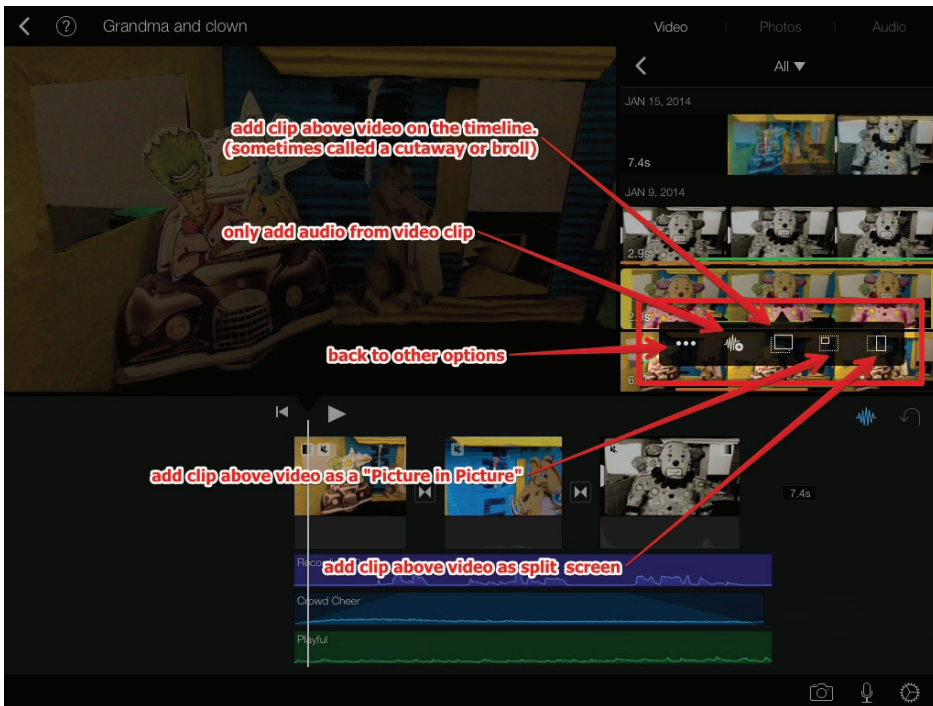 ?
Grandma and clown
Video
Photos
Audio
All ▼
JAN 15, 2014
add clip above video on the timeline.
(sometimes called a cutaway or broll)
7.4s
JAN 9, 2014
only add audio from video clip
2.9s
back to other options
add clip above video as a "Picture in Picture"
7.4s
add clip above video as split screen
Crowd Cheer
Playful